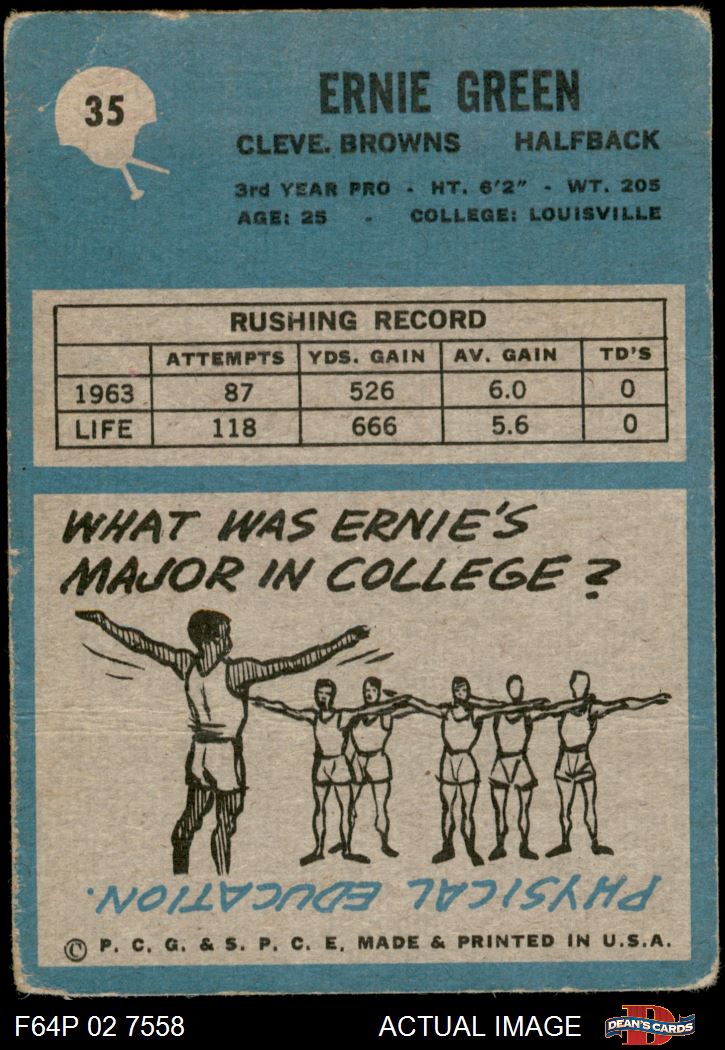 35
ERNIE GREEN
CLEVE. BROWNS HALFBACK
3rd YEAR PRO - HT. 6'2" - WT. 205
AGE: 25 - COLLEGE: LOUISVILLE
RUSHING RECORD
ATTEMPTS YDS. GAIN AV. GAIN TD'S
1963 87 526 6.0 0
LIFE 118 666 5.6 0
WHAT WAS ERNIE'S
MAJOR IN COLLEGE?
PHYSICAL EDUCATION.
© P. C. G. & S. P. C. E. MADE & PRINTED IN U.S.A.
F64P 02 7558 ACTUAL IMAGE
D
DEAN'S CARDS